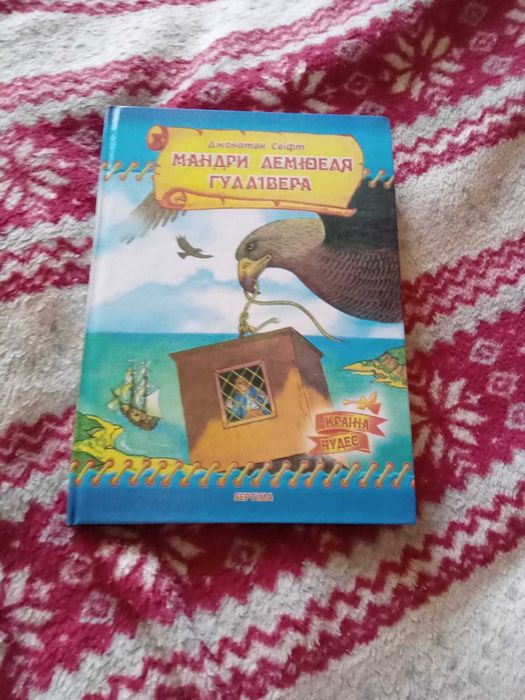 Джонатан Свіфт
МАНДРИ ЛЕМЮЕЛЯ
ГУЛЛІВЕРА
КРАЇНА
ЧУДЕС
SEPTIMA